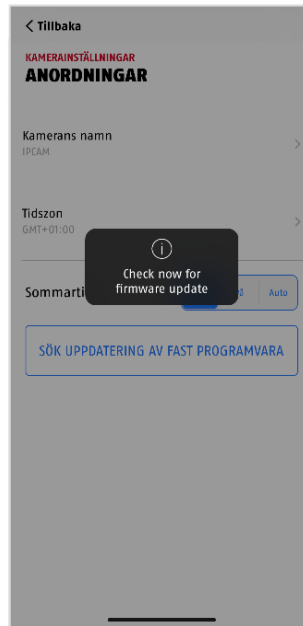 Tillbaka
KAMERAINSTÄLLNINGAR
ANORDNINGAR
Kamerans namn
IPCAM
Tidszon
GMT+01:00
Check now for
firmware update
Auto
SÖK UPPDATERING AV FAST PROGRAMVARA